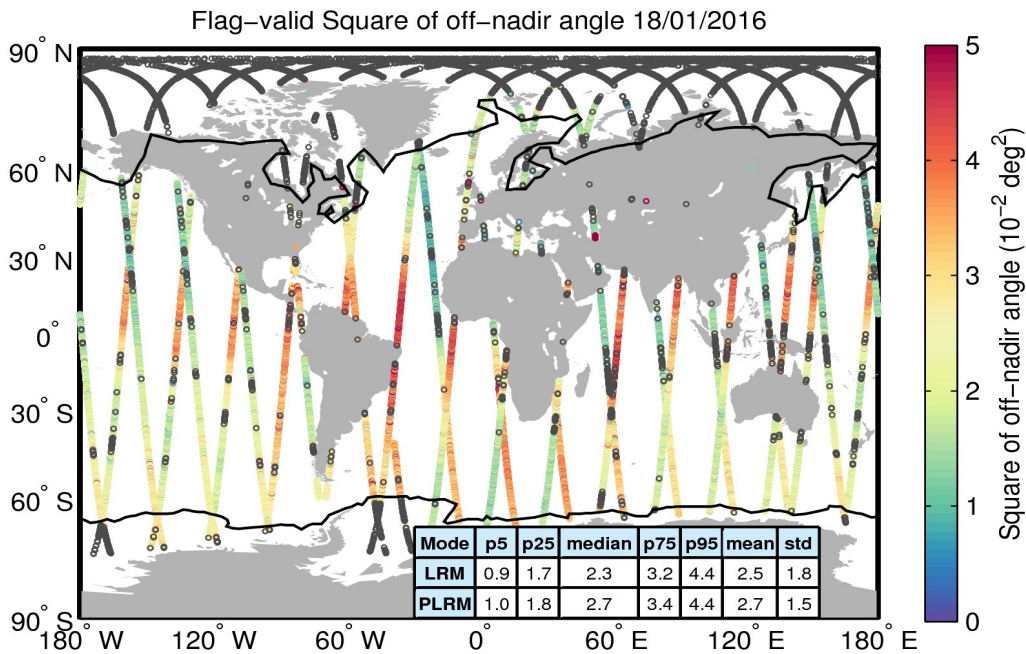 Flag−valid Square of off−nadir angle 18/01/2016
90° N
60° N
30° N
0°
30° S
60° S
90° S
180° W
120° W
60° W
0°
60° E
120° E
180° E
Mode p5 p25 median p75 p95 mean std
LRM 0.9 1.7 2.3 3.2 4.4 2.5 1.8
PLRM 1.0 1.8 2.7 3.4 4.4 2.7 1.5
5
4
3
2
1
0
Square of off−nadir angle (10⁻² deg²)